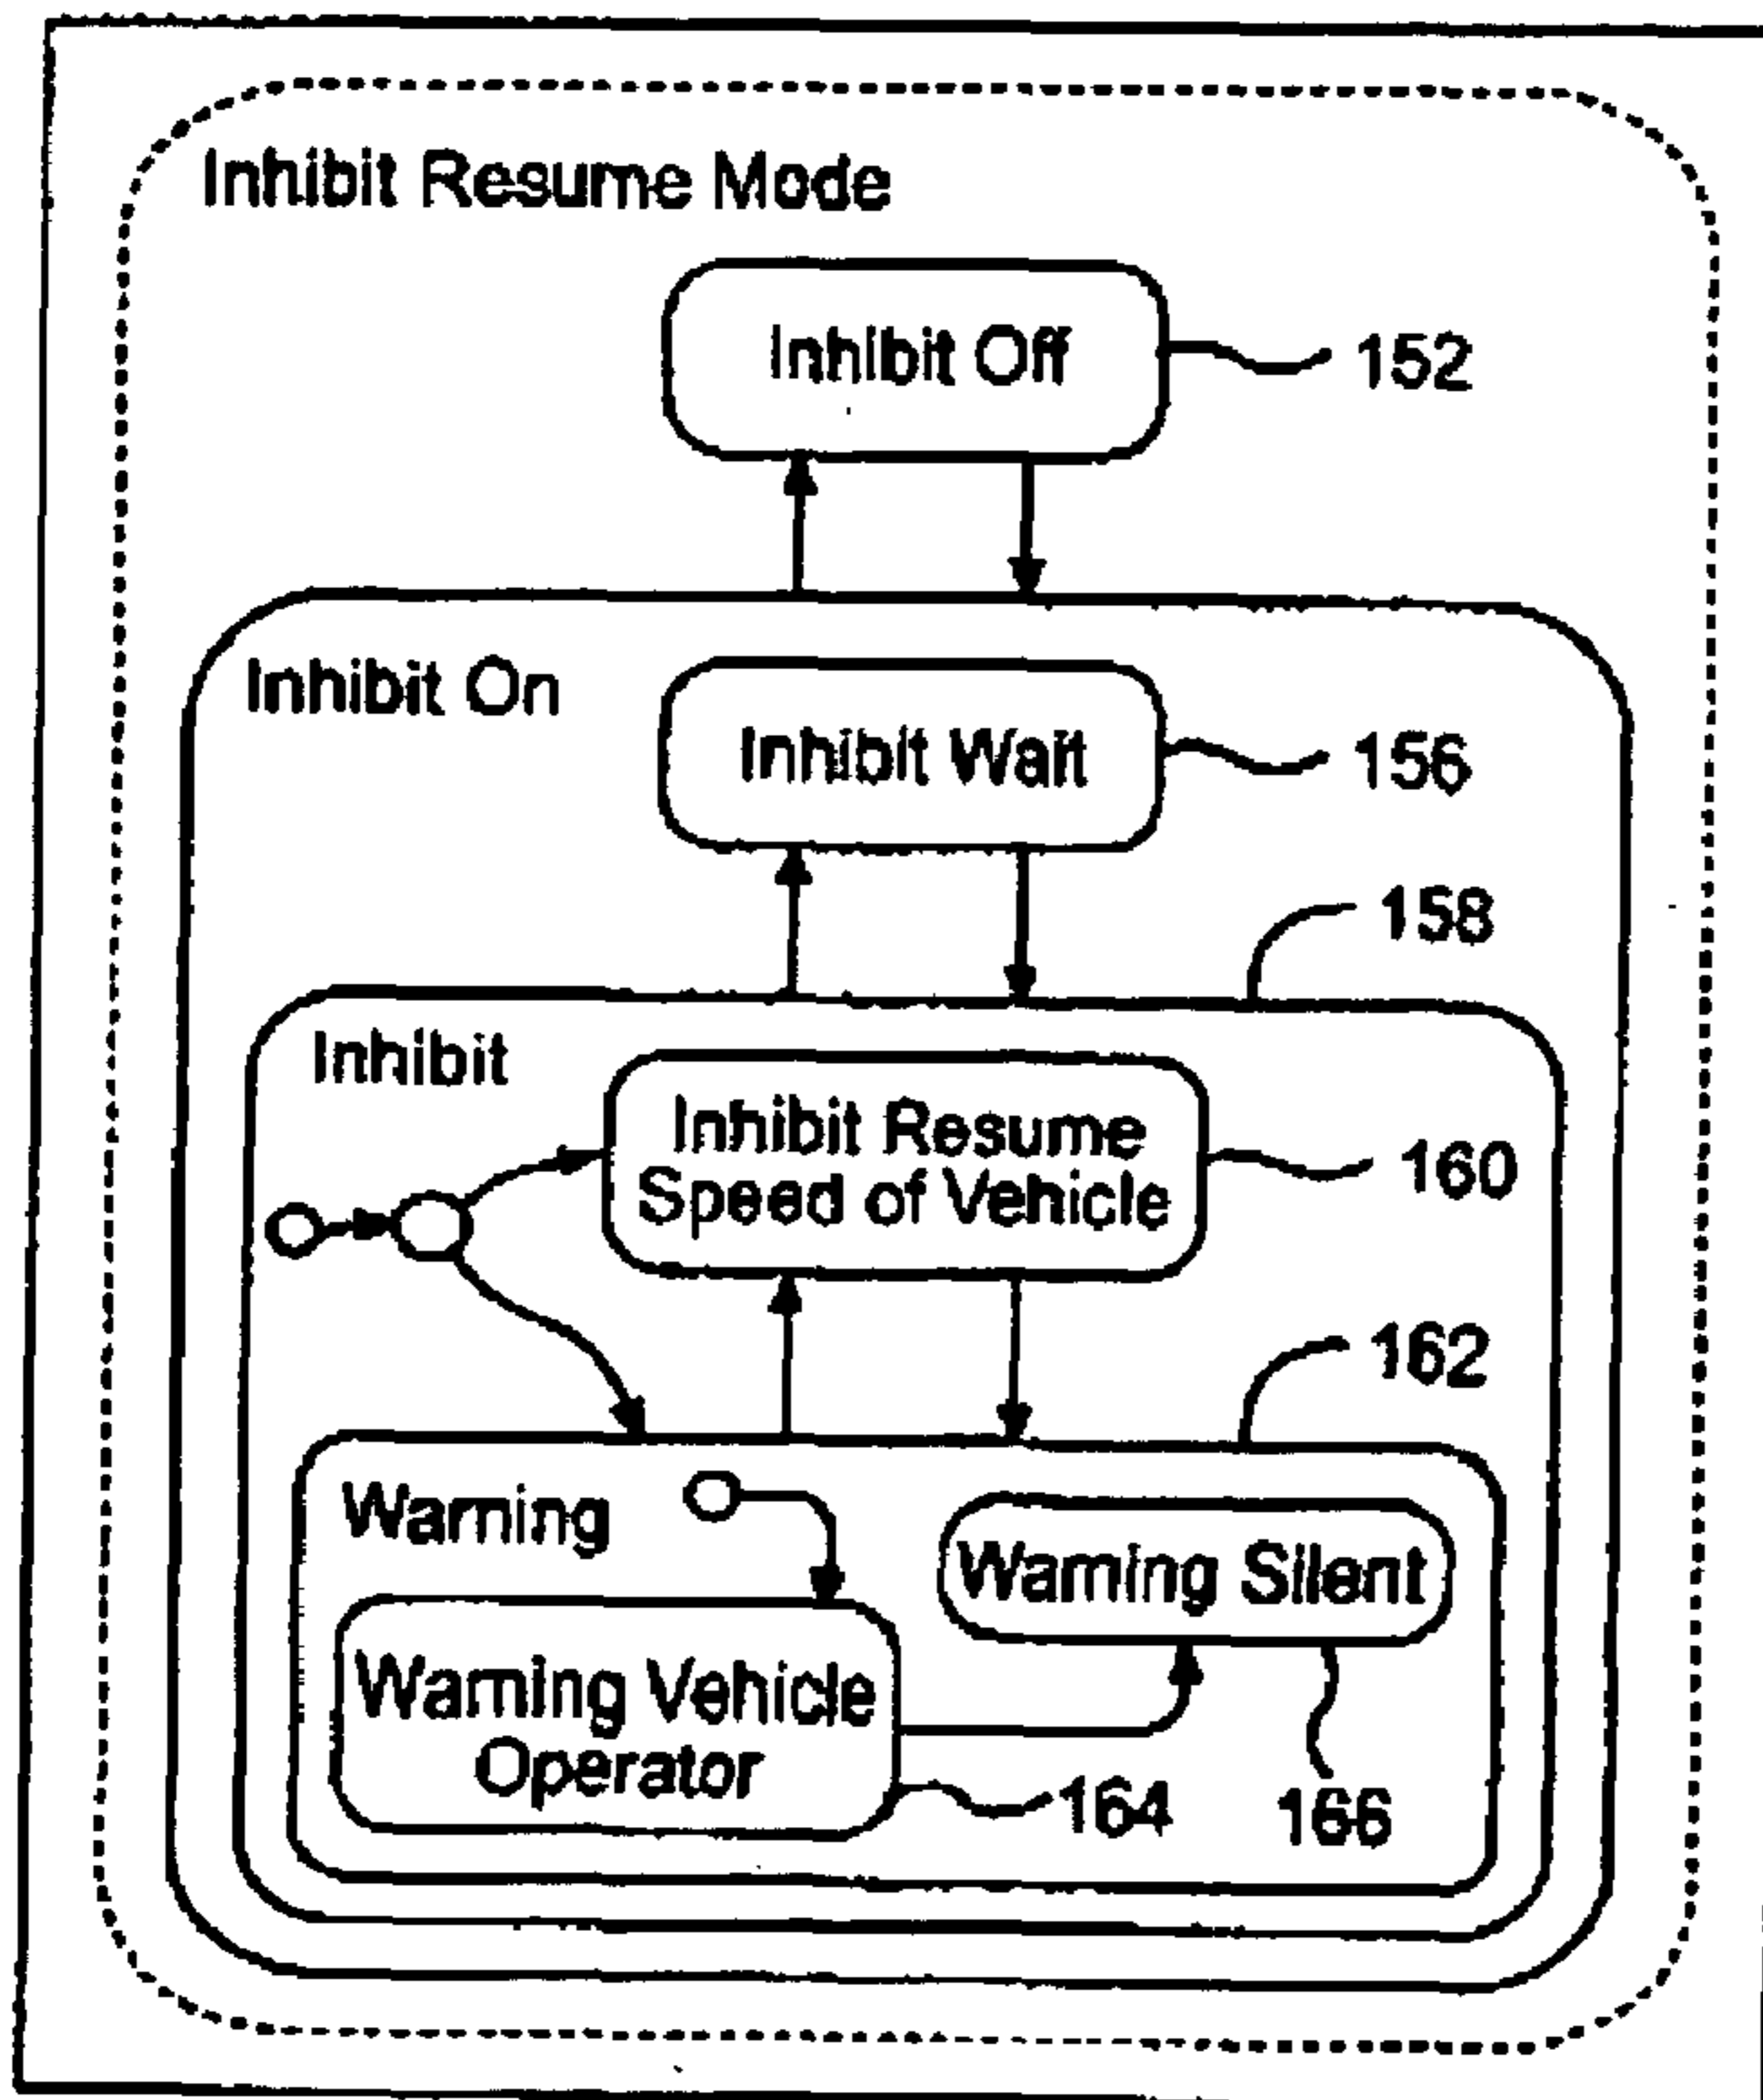 Inhibit Resume Mode
Inhibit Off
152
Inhibit On
Inhibit Wait
156
158
Inhibit
Inhibit Resume
Speed of Vehicle
160
162
Warning
Warning Silent
Warning Vehicle
Operator
164
166